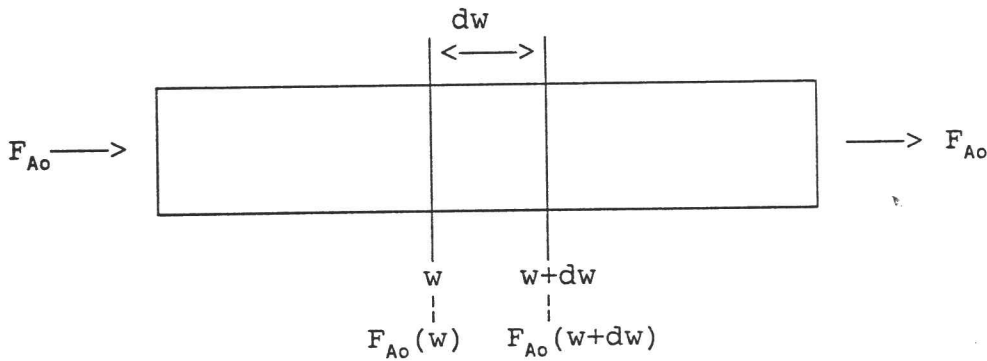 dw
F_Ao → → F_Ao
w w+dw
F_Ao(w) F_Ao(w+dw)